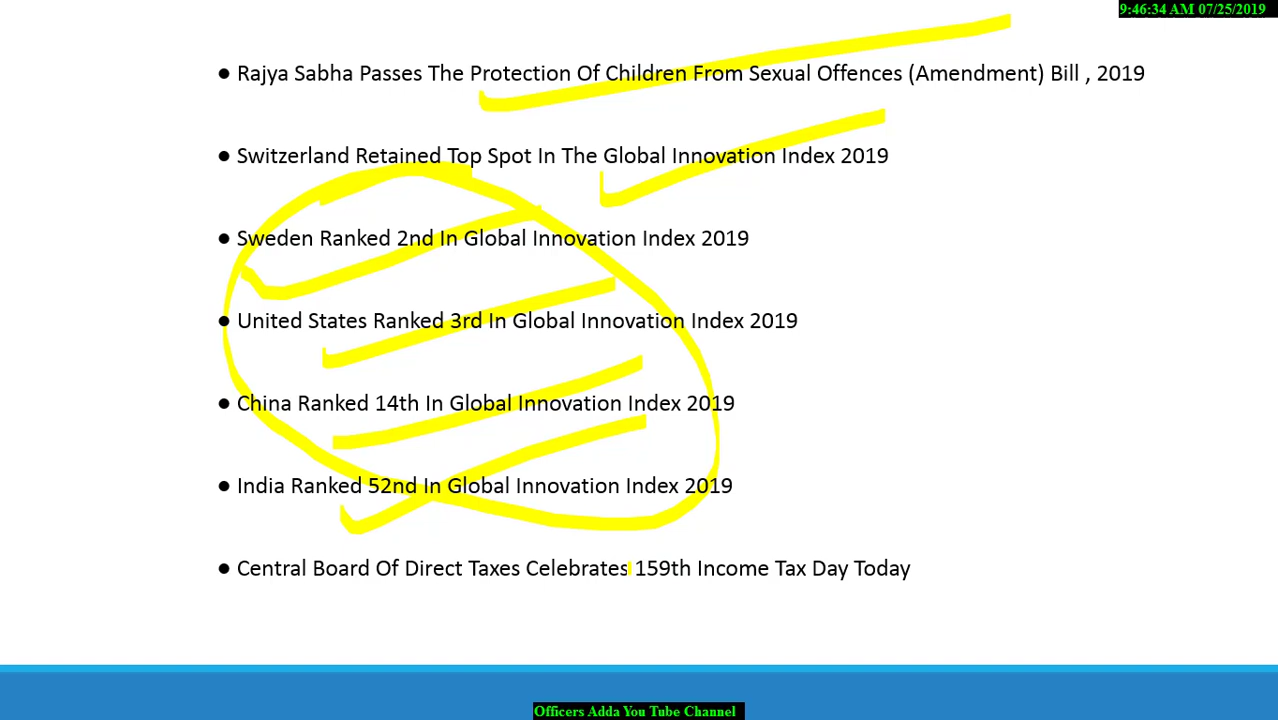 9:46:34 AM 07/25/2019
● Rajya Sabha Passes The Protection Of Children From Sexual Offences (Amendment) Bill , 2019
● Switzerland Retained Top Spot In The Global Innovation Index 2019
● Sweden Ranked 2nd In Global Innovation Index 2019
● United States Ranked 3rd In Global Innovation Index 2019
● China Ranked 14th In Global Innovation Index 2019
● India Ranked 52nd In Global Innovation Index 2019
● Central Board Of Direct Taxes Celebrates 159th Income Tax Day Today
Officers Adda You Tube Channel